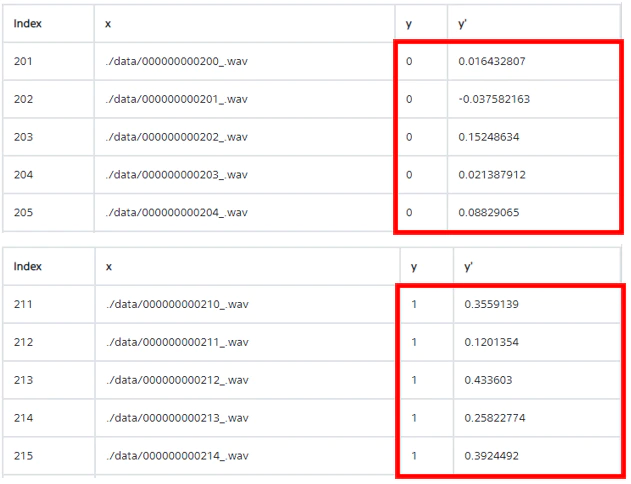 Index x y y'
201 ./data/000000000200_.wav 0 0.016432807
202 ./data/000000000201_.wav 0 -0.037582163
203 ./data/000000000202_.wav 0 0.15248634
204 ./data/000000000203_.wav 0 0.021387912
205 ./data/000000000204_.wav 0 0.08829065
Index x y y'
211 ./data/000000000210_.wav 1 0.3559139
212 ./data/000000000211_.wav 1 0.1201354
213 ./data/000000000212_.wav 1 0.433603
214 ./data/000000000213_.wav 1 0.25822774
215 ./data/000000000214_.wav 1 0.3924492